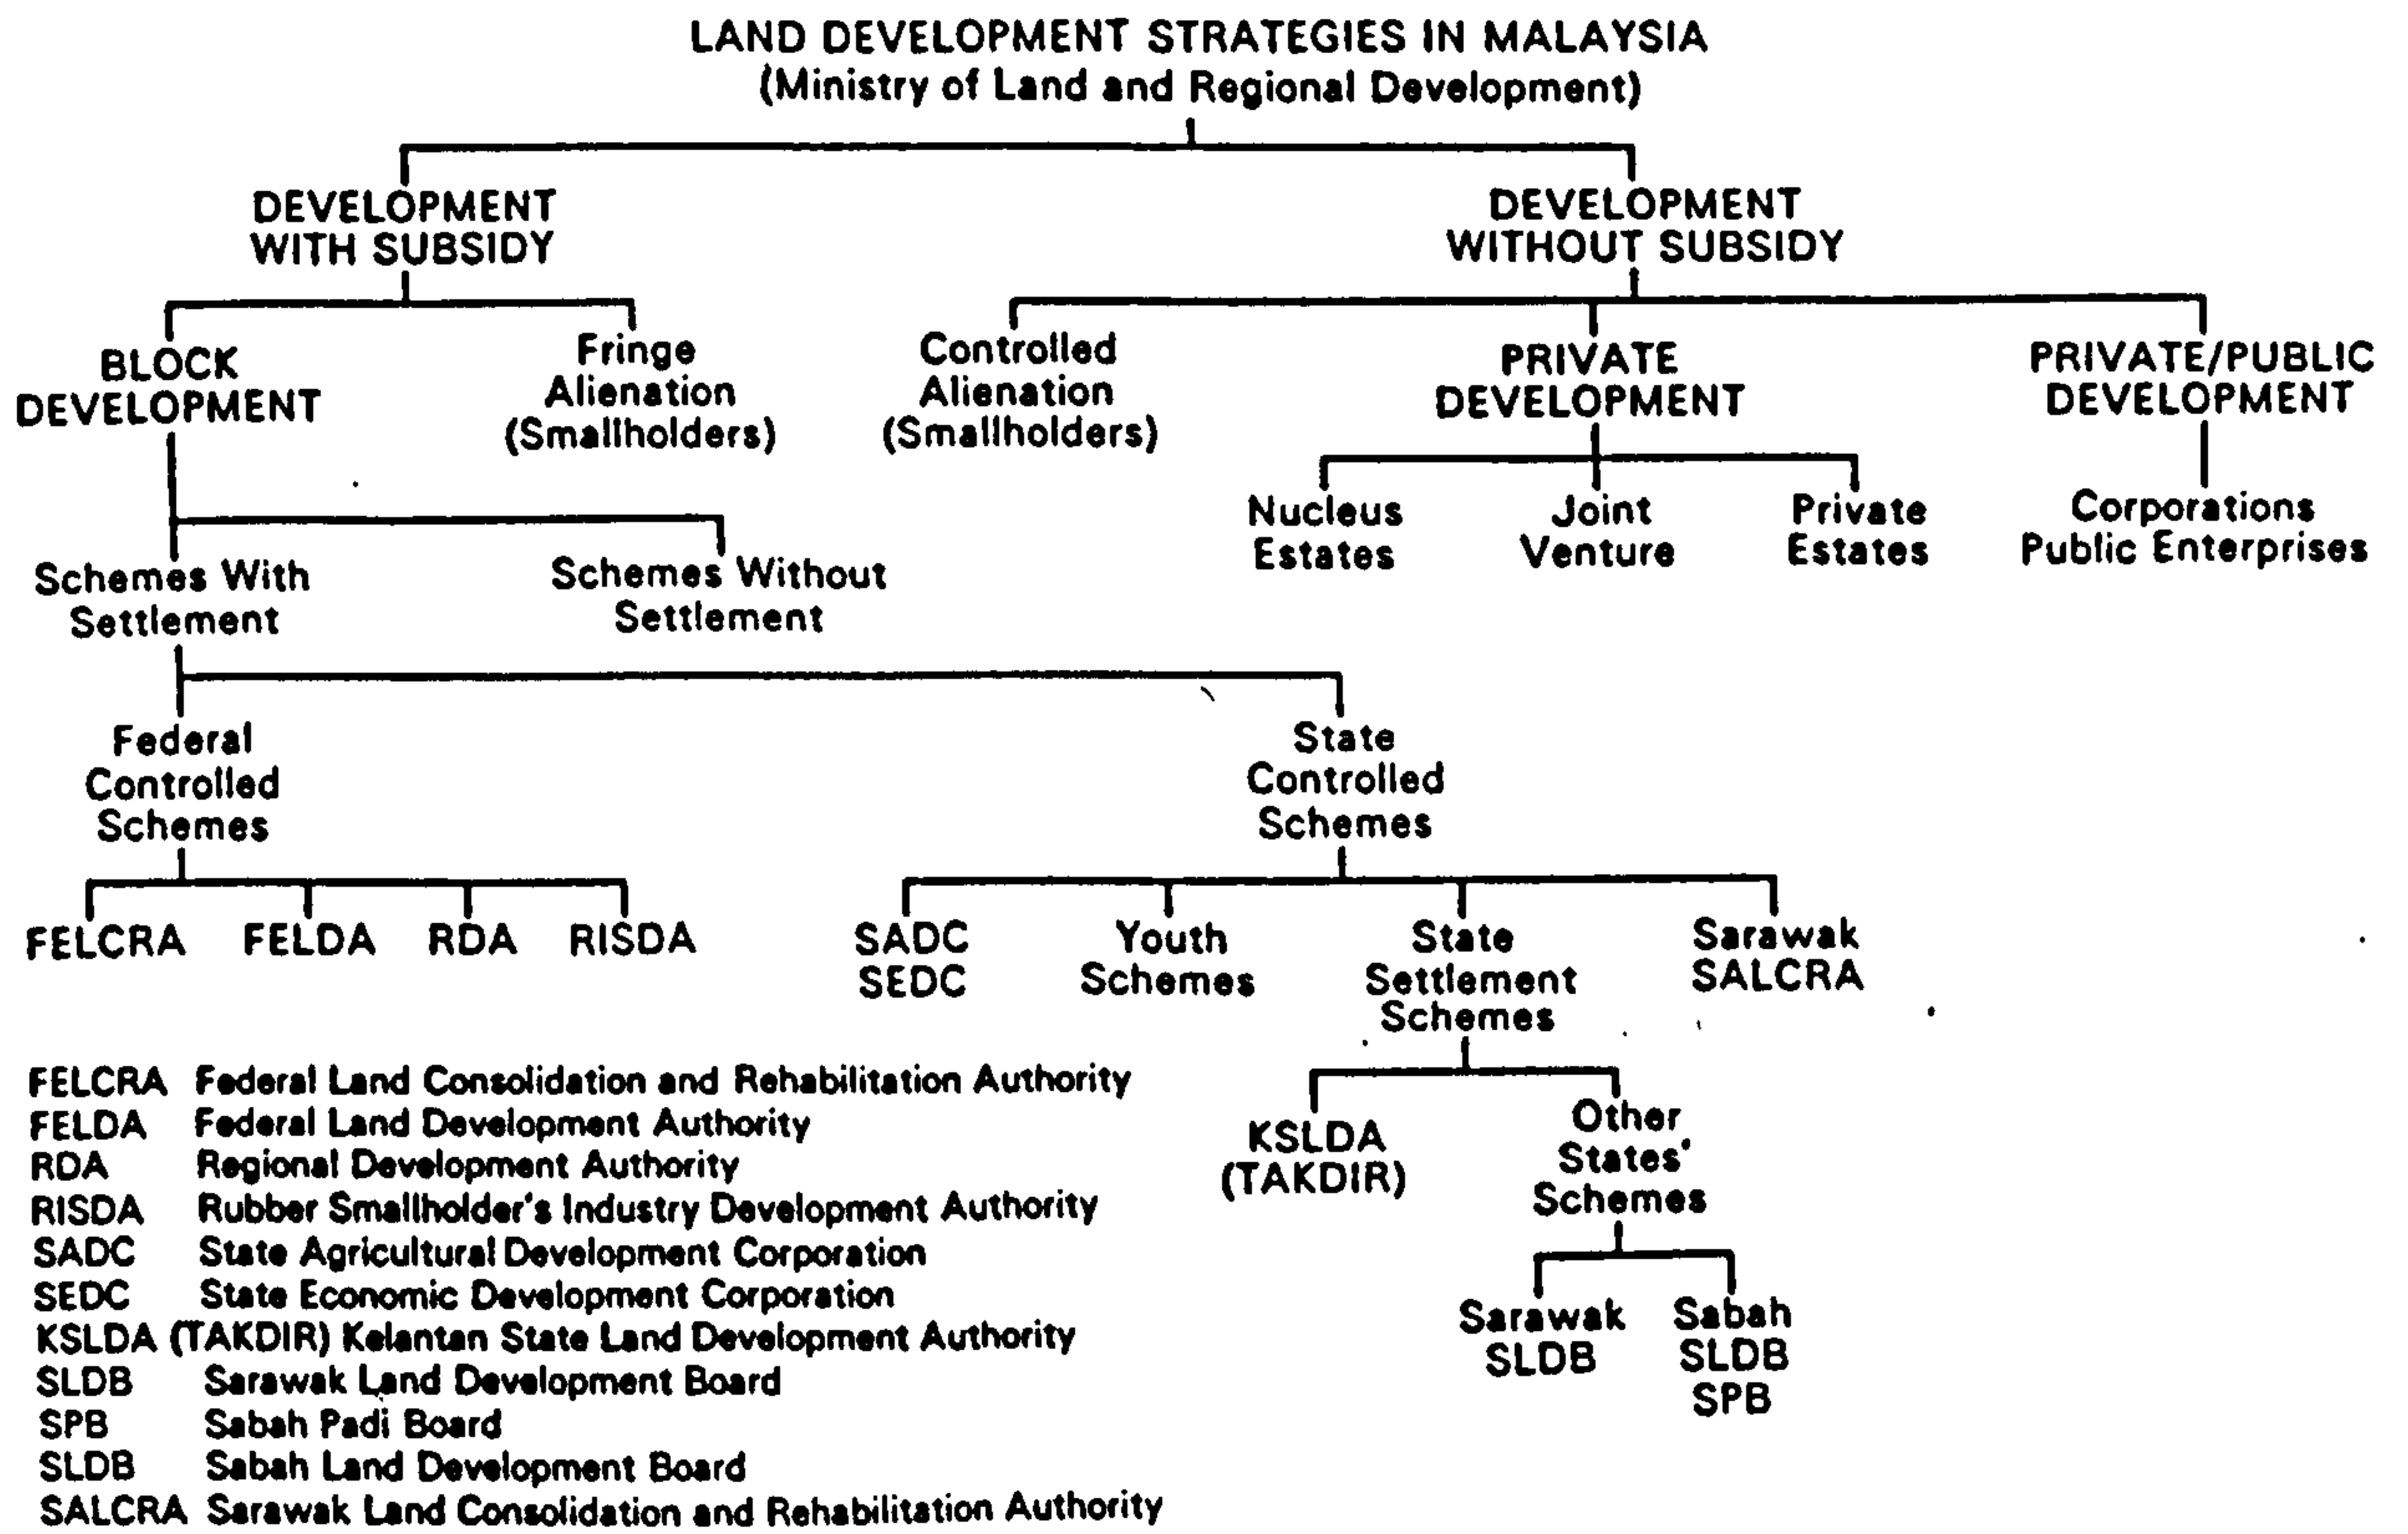 LAND DEVELOPMENT STRATEGIES IN MALAYSIA
(Ministry of Land and Regional Development)
DEVELOPMENT
WITH SUBSIDY
DEVELOPMENT
WITHOUT SUBSIDY
BLOCK
DEVELOPMENT
Fringe
Alienation
(Smallholders)
Controlled
Alienation
(Smallholders)
PRIVATE
DEVELOPMENT
PRIVATE/PUBLIC
DEVELOPMENT
Nucleus
Estates
Joint
Venture
Private
Estates
Corporations
Public Enterprises
Schemes With
Settlement
Schemes Without
Settlement
Federal
Controlled
Schemes
State
Controlled
Schemes
FELCRA
FELDA
RDA
RISDA
SADC
SEDC
Youth
Schemes
State
Settlement
Schemes
Sarawak
SALCRA
KSLDA
(TAKDIR)
Other
States'
Schemes
Sarawak
SLDB
Sabah
SLDB
SPB
FELCRA Federal Land Consolidation and Rehabilitation Authority
FELDA Federal Land Development Authority
RDA Regional Development Authority
RISDA Rubber Smallholder's Industry Development Authority
SADC State Agricultural Development Corporation
SEDC State Economic Development Corporation
KSLDA (TAKDIR) Kelantan State Land Development Authority
SLDB Sarawak Land Development Board
SPB Sabah Padi Board
SLDB Sabah Land Development Board
SALCRA Sarawak Land Consolidation and Rehabilitation Authority